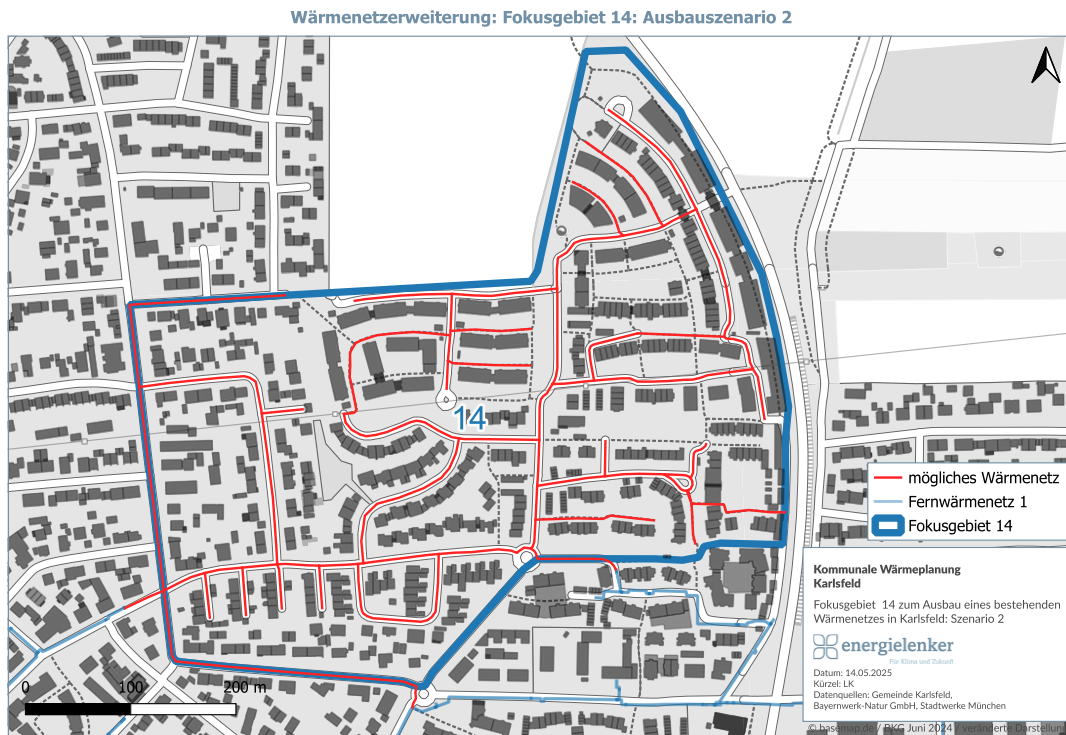 Wärmenetzerweiterung: Fokusgebiet 14: Ausbauszenario 2
14
mögliches Wärmenetz
Fernwärmenetz 1
Fokusgebiet 14
Kommunale Wärmeplanung
Karlsfeld
Fokusgebiet 14 zum Ausbau eines bestehenden
Wärmenetzes in Karlsfeld: Szenario 2
energielenker
Für Klima und Zukunft
Datum: 14.05.2025
Kürzel: LK
Datenquellen: Gemeinde Karlsfeld,
Bayernwerk-Natur GmbH, Stadtwerke München
0 100 200 m
© basemap.de / BKG Juni 2024 / veränderte Darstellung